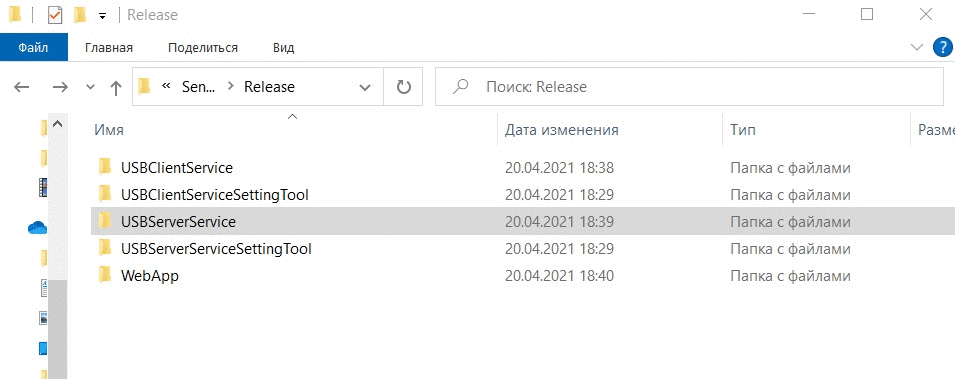 Release
Файл Главная Поделиться Вид ?
« Sen... > Release Поиск: Release
Имя Дата изменения Тип Разме
USBClientService 20.04.2021 18:38 Папка с файлами
USBClientServiceSettingTool 20.04.2021 18:29 Папка с файлами
USBServerService 20.04.2021 18:39 Папка с файлами
USBServerServiceSettingTool 20.04.2021 18:29 Папка с файлами
WebApp 20.04.2021 18:40 Папка с файлами